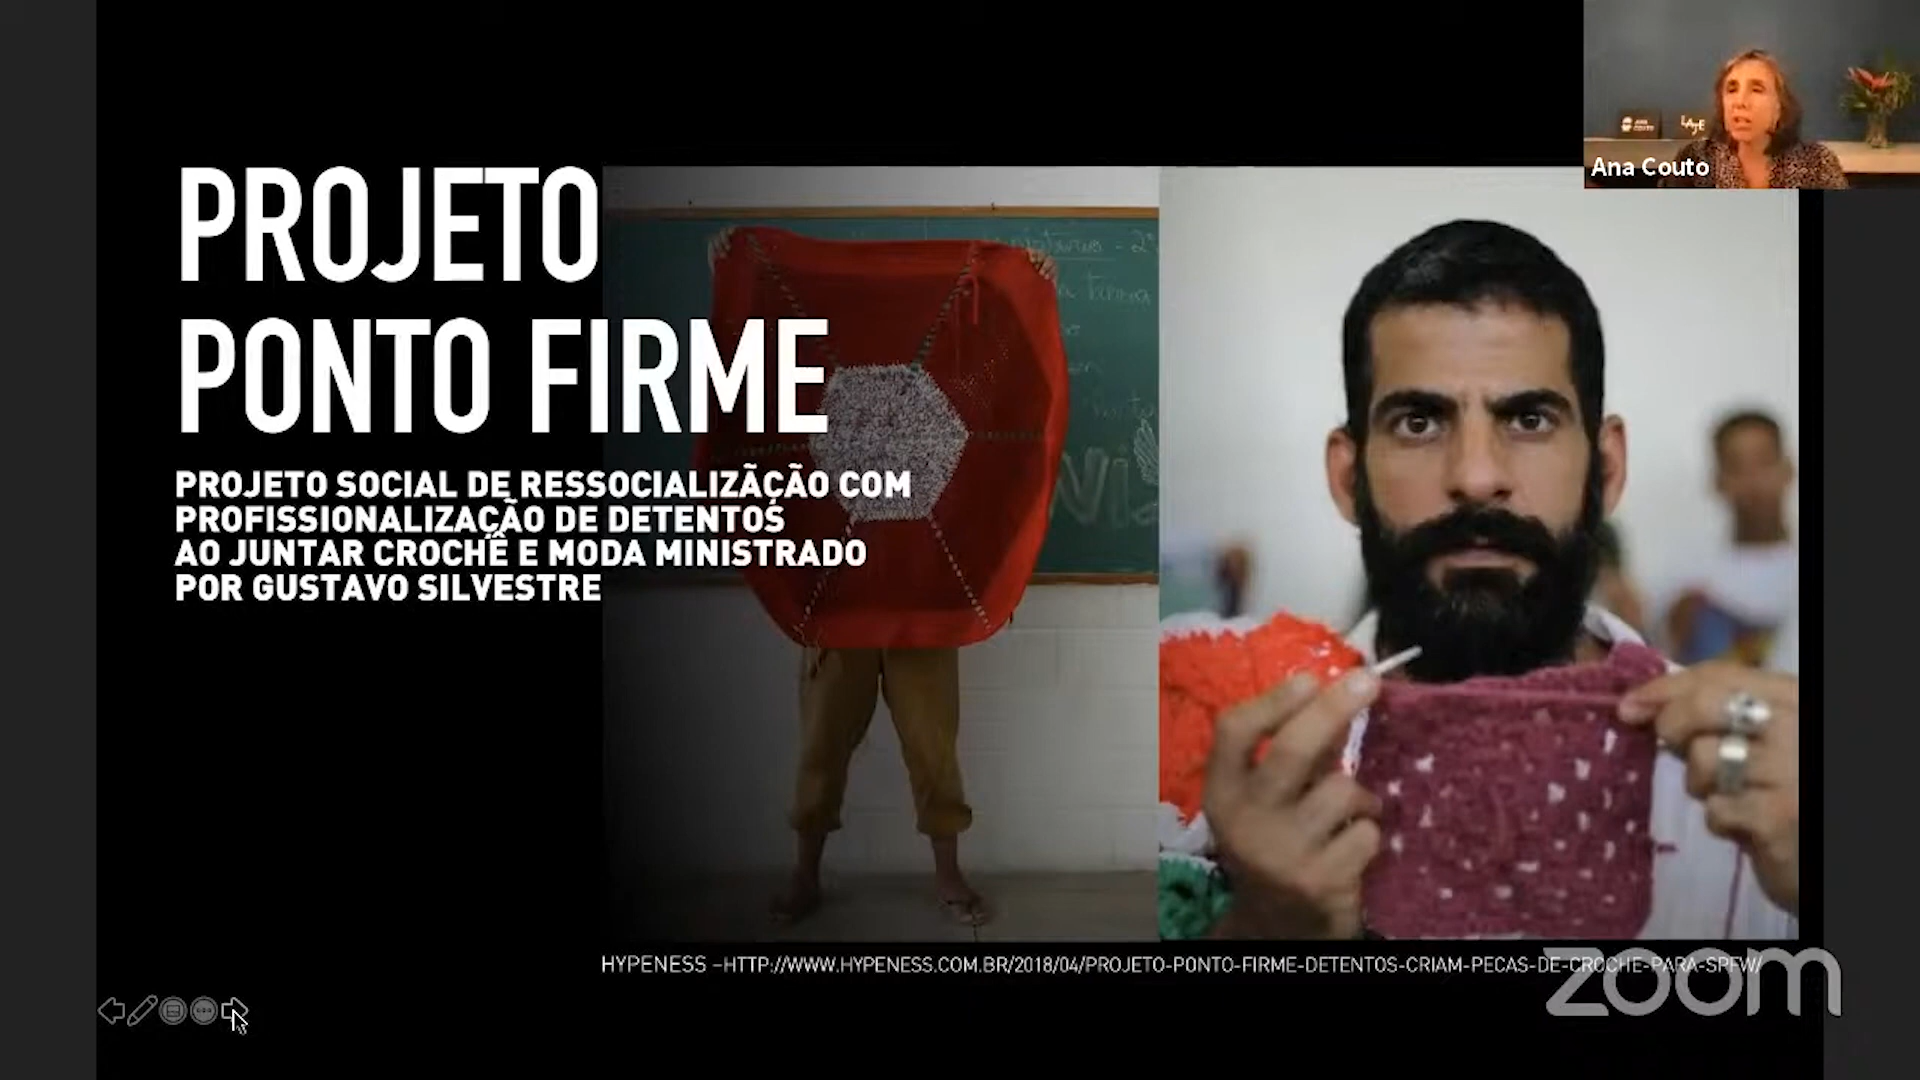 PROJETO
PONTO FIRME
PROJETO SOCIAL DE RESSOCIALIZÃÇÃO COM
PROFISSIONALIZAÇÃO DE DETENTOS
AO JUNTAR CROCHÊ E MODA MINISTRADO
POR GUSTAVO SILVESTRE
HYPENESS –HTTP://WWW.HYPENESS.COM.BR/2018/04/PROJETO-PONTO-FIRME-DETENTOS-CRIAM-PECAS-DE-CROCHE-PARA-SPFW/
Ana Couto
LAJE
zoom